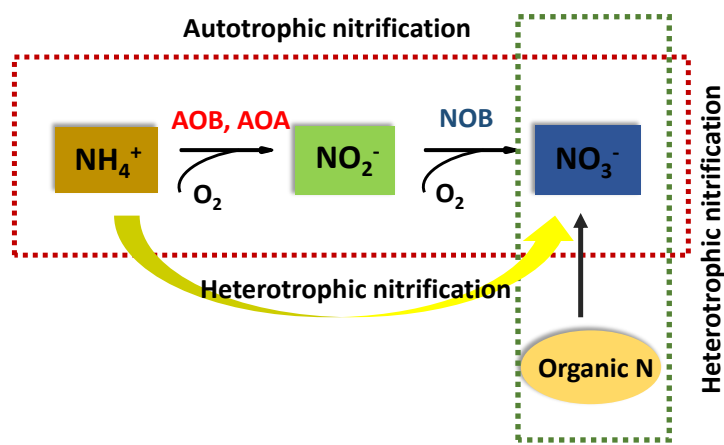 Autotrophic nitrification
AOB, AOA
NOB
NH₄⁺
NO₂⁻
NO₃⁻
O₂
O₂
Heterotrophic nitrification
Organic N
Heterotrophic nitrification